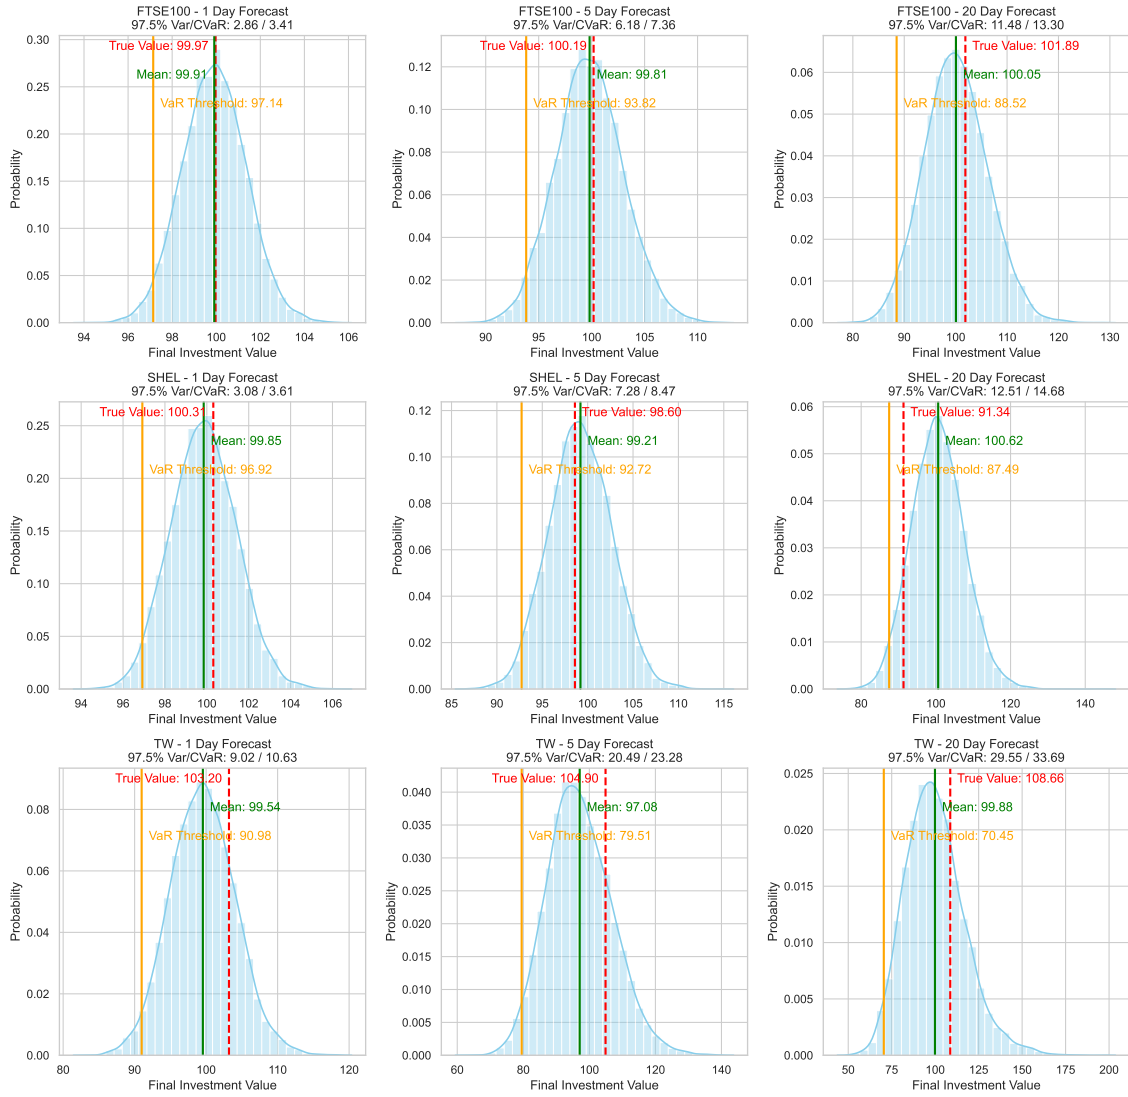 FTSE100 - 1 Day Forecast
97.5% Var/CVaR: 2.86 / 3.41
True Value: 99.97
Mean: 99.91
VaR Threshold: 97.14
0.30
0.25
0.20
0.15
0.10
0.05
0.00
Probability
94 96 98 100 102 104 106
Final Investment Value
FTSE100 - 5 Day Forecast
97.5% Var/CVaR: 6.18 / 7.36
True Value: 100.19
Mean: 99.81
VaR Threshold: 93.82
0.12
0.10
0.08
0.06
0.04
0.02
0.00
Probability
90 95 100 105 110
Final Investment Value
FTSE100 - 20 Day Forecast
97.5% Var/CVaR: 11.48 / 13.30
True Value: 101.89
Mean: 100.05
VaR Threshold: 88.52
0.06
0.05
0.04
0.03
0.02
0.01
0.00
Probability
80 90 100 110 120 130
Final Investment Value
SHEL - 1 Day Forecast
97.5% Var/CVaR: 3.08 / 3.61
True Value: 100.31
Mean: 99.85
VaR Threshold: 96.92
0.25
0.20
0.15
0.10
0.05
0.00
Probability
94 96 98 100 102 104 106
Final Investment Value
SHEL - 5 Day Forecast
97.5% Var/CVaR: 7.28 / 8.47
True Value: 98.60
Mean: 99.21
VaR Threshold: 92.72
0.12
0.10
0.08
0.06
0.04
0.02
0.00
Probability
85 90 95 100 105 110 115
Final Investment Value
SHEL - 20 Day Forecast
97.5% Var/CVaR: 12.51 / 14.68
True Value: 91.34
Mean: 100.62
VaR Threshold: 87.49
0.06
0.05
0.04
0.03
0.02
0.01
0.00
Probability
80 100 120 140
Final Investment Value
TW - 1 Day Forecast
97.5% Var/CVaR: 9.02 / 10.63
True Value: 103.20
Mean: 99.54
VaR Threshold: 90.98
0.08
0.06
0.04
0.02
0.00
Probability
80 90 100 110 120
Final Investment Value
TW - 5 Day Forecast
97.5% Var/CVaR: 20.49 / 23.28
True Value: 104.90
Mean: 97.08
VaR Threshold: 79.51
0.040
0.035
0.030
0.025
0.020
0.015
0.010
0.005
0.000
Probability
60 80 100 120 140
Final Investment Value
TW - 20 Day Forecast
97.5% Var/CVaR: 29.55 / 33.69
True Value: 108.66
Mean: 99.88
VaR Threshold: 70.45
0.025
0.020
0.015
0.010
0.005
0.000
Probability
50 75 100 125 150 175 200
Final Investment Value